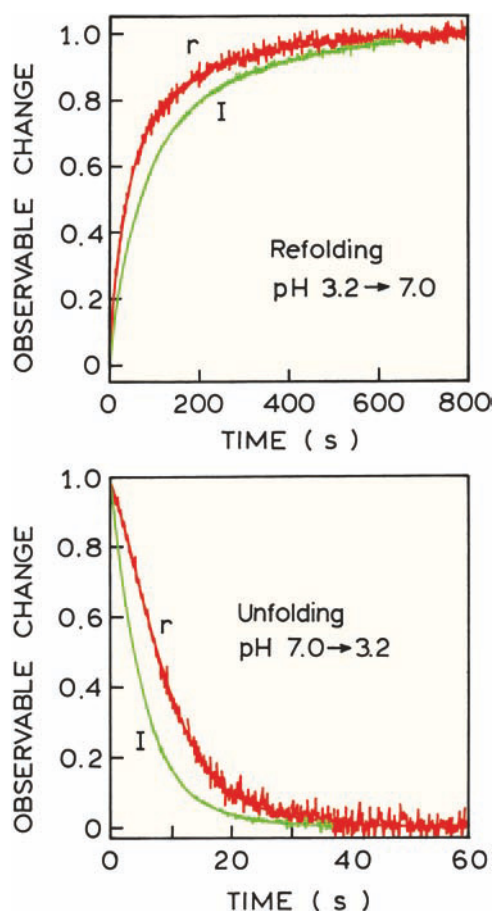 OBSERVABLE CHANGE
1.0
0.8
0.6
0.4
0.2
0
r
I
Refolding
pH 3.2→7.0
0 200 400 600 800
TIME (s)
OBSERVABLE CHANGE
1.0
0.8
0.6
0.4
0.2
0
r
I
Unfolding
pH 7.0→3.2
0 20 40 60
TIME (s)